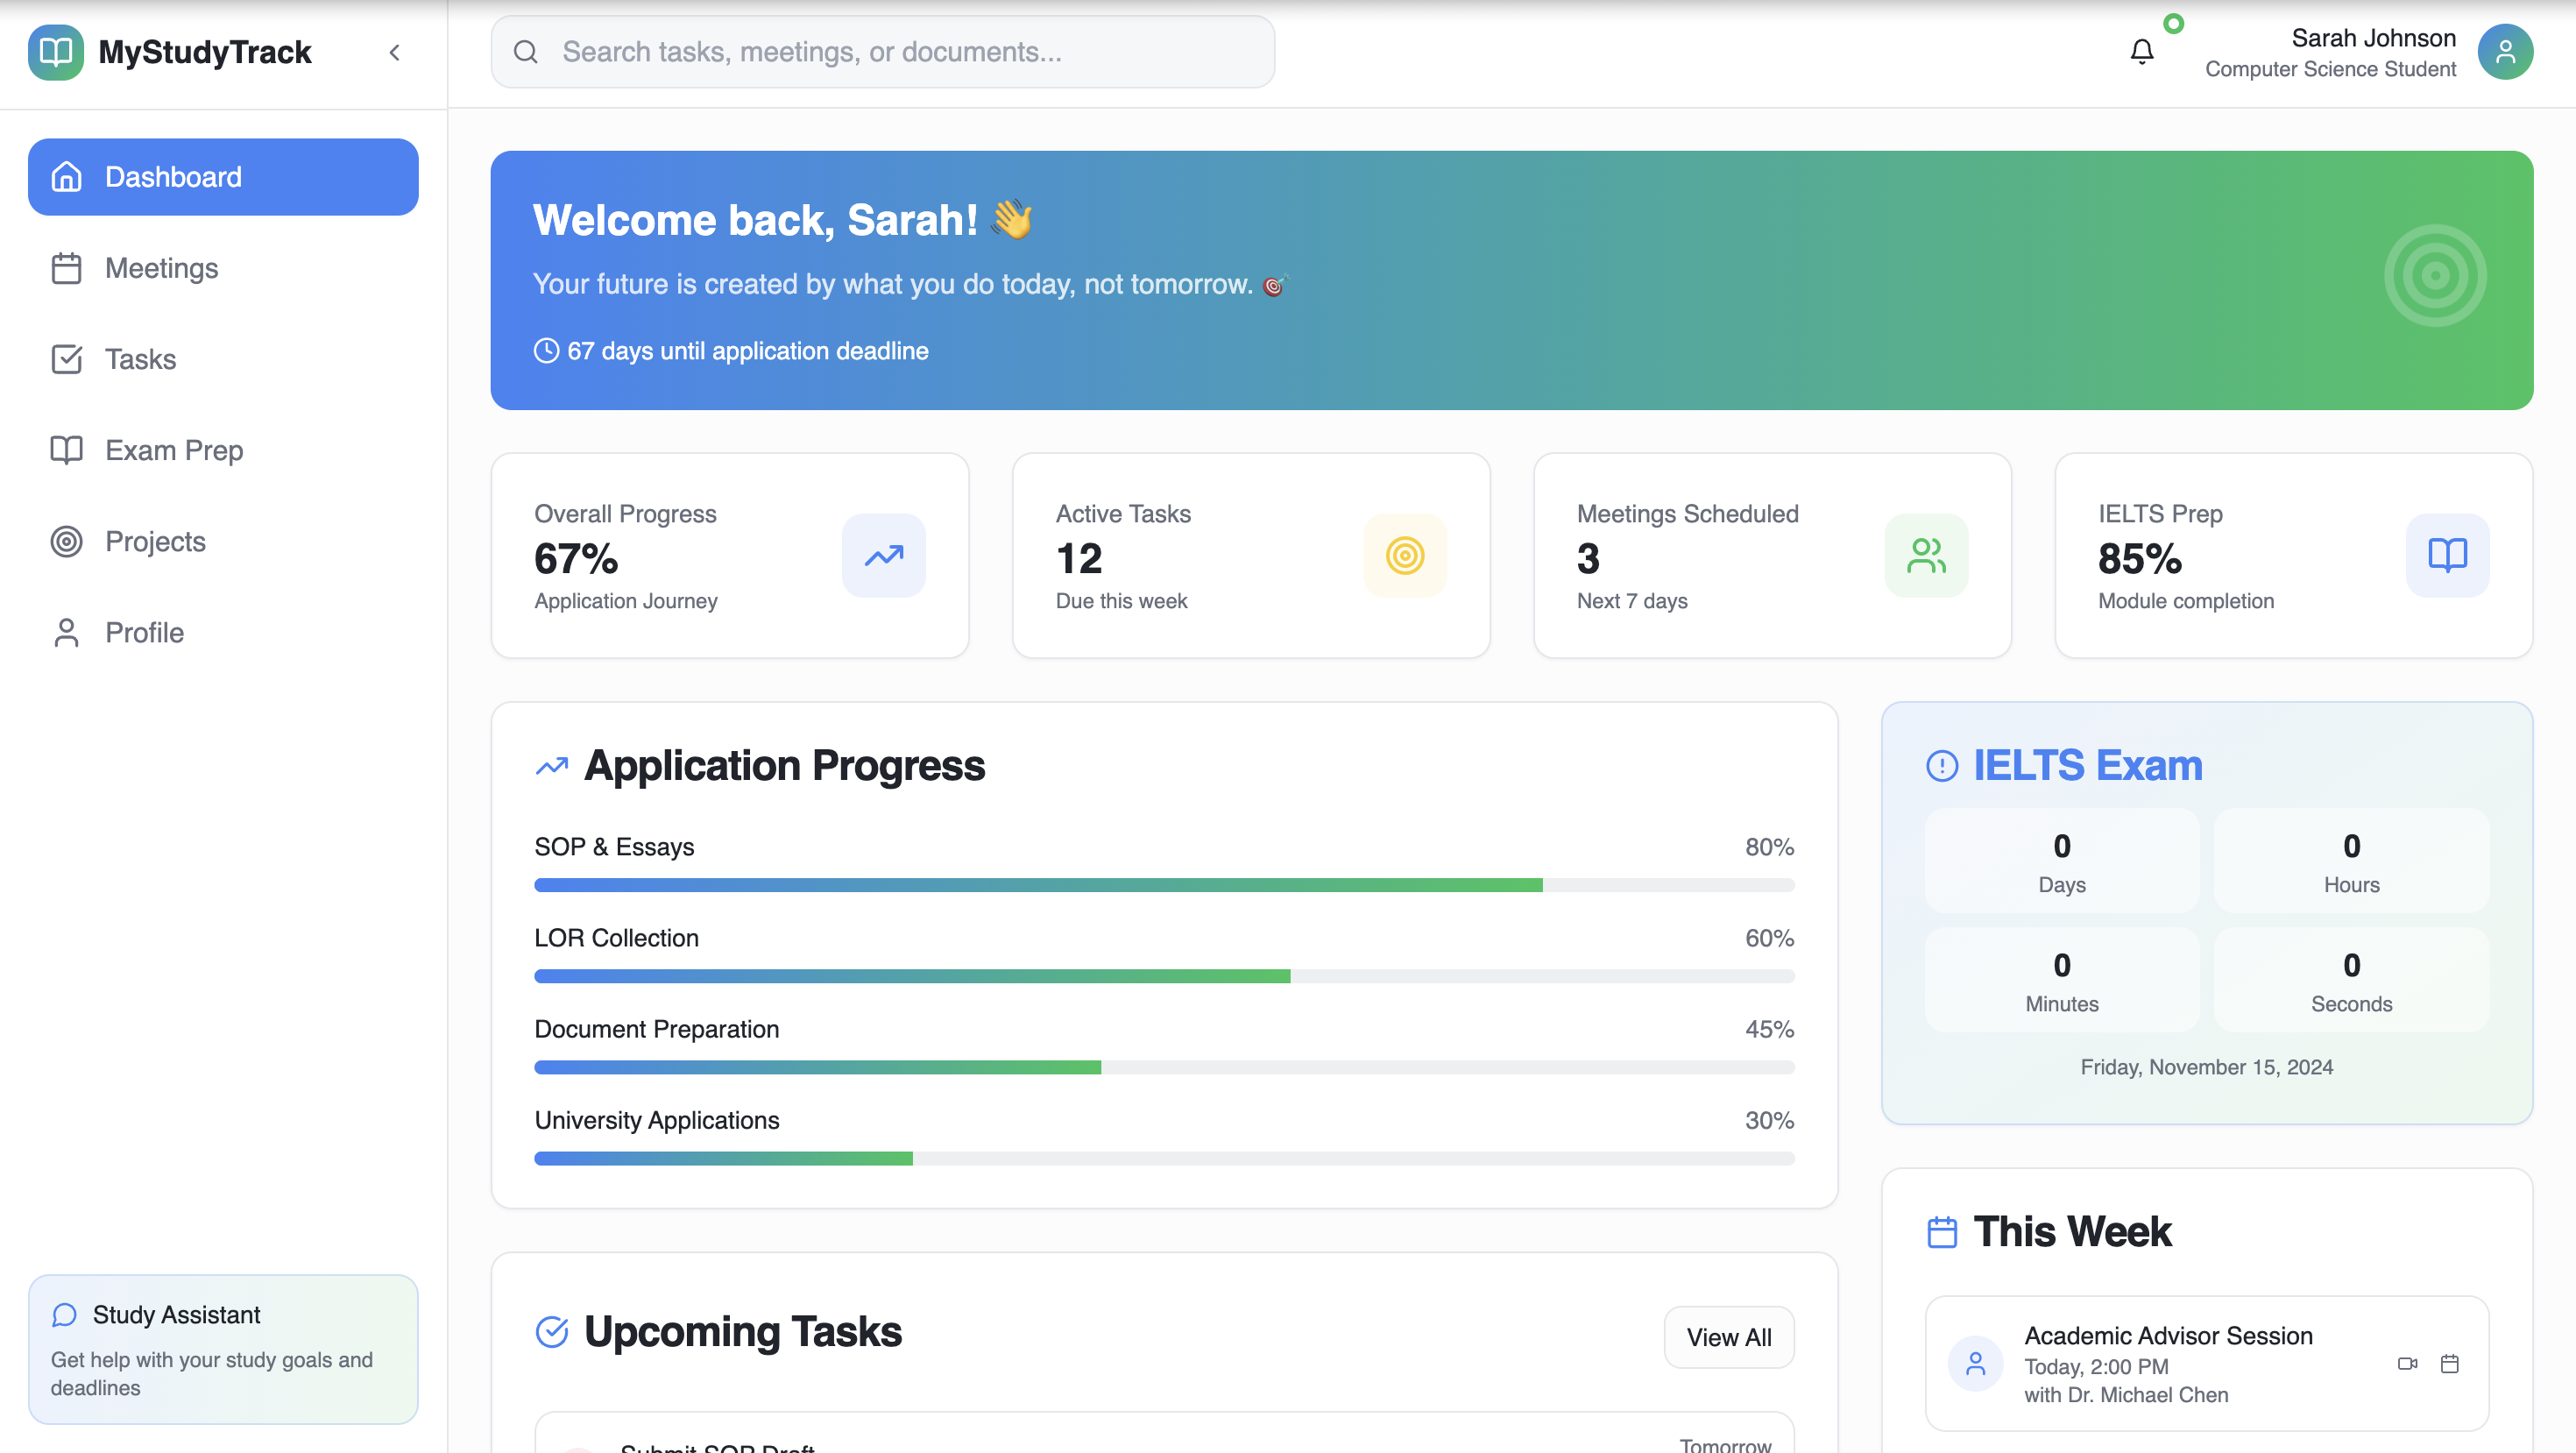 MyStudyTrack
Search tasks, meetings, or documents...
Sarah Johnson
Computer Science Student
Dashboard
Meetings
Tasks
Exam Prep
Projects
Profile
Study Assistant
Get help with your study goals and
deadlines
Welcome back, Sarah! 👋
Your future is created by what you do today, not tomorrow. 🎯
67 days until application deadline
Overall Progress
67%
Application Journey
Active Tasks
12
Due this week
Meetings Scheduled
3
Next 7 days
IELTS Prep
85%
Module completion
Application Progress
SOP & Essays 80%
LOR Collection 60%
Document Preparation 45%
University Applications 30%
IELTS Exam
0
Days
0
Hours
0
Minutes
0
Seconds
Friday, November 15, 2024
Upcoming Tasks
View All
Submit SOP Draft
Tomorrow
This Week
Academic Advisor Session
Today, 2:00 PM
with Dr. Michael Chen